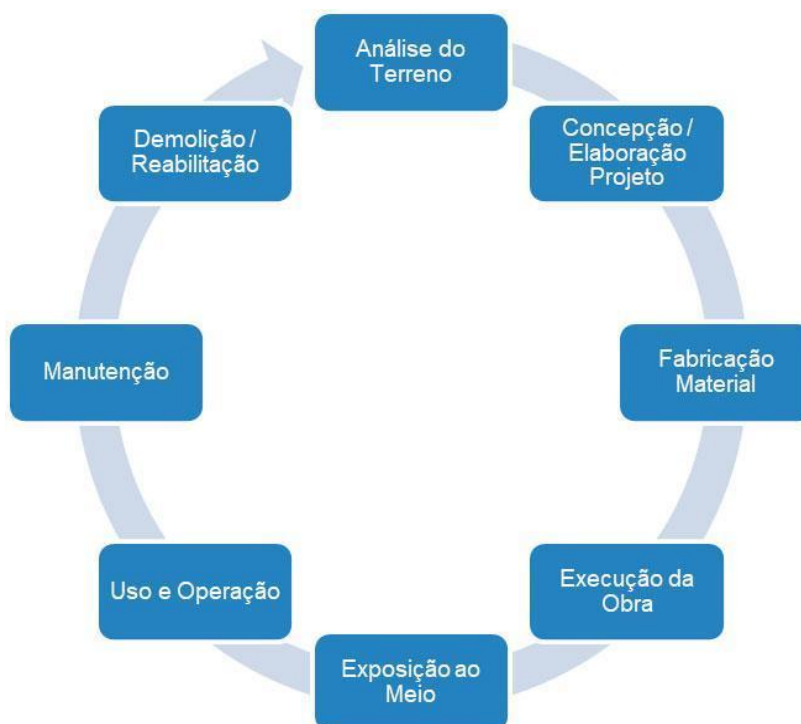 Análise do
Terreno
Concepção /
Elaboração
Projeto
Fabricação
Material
Execução da
Obra
Exposição ao
Meio
Uso e Operação
Manutenção
Demolição /
Reabilitação